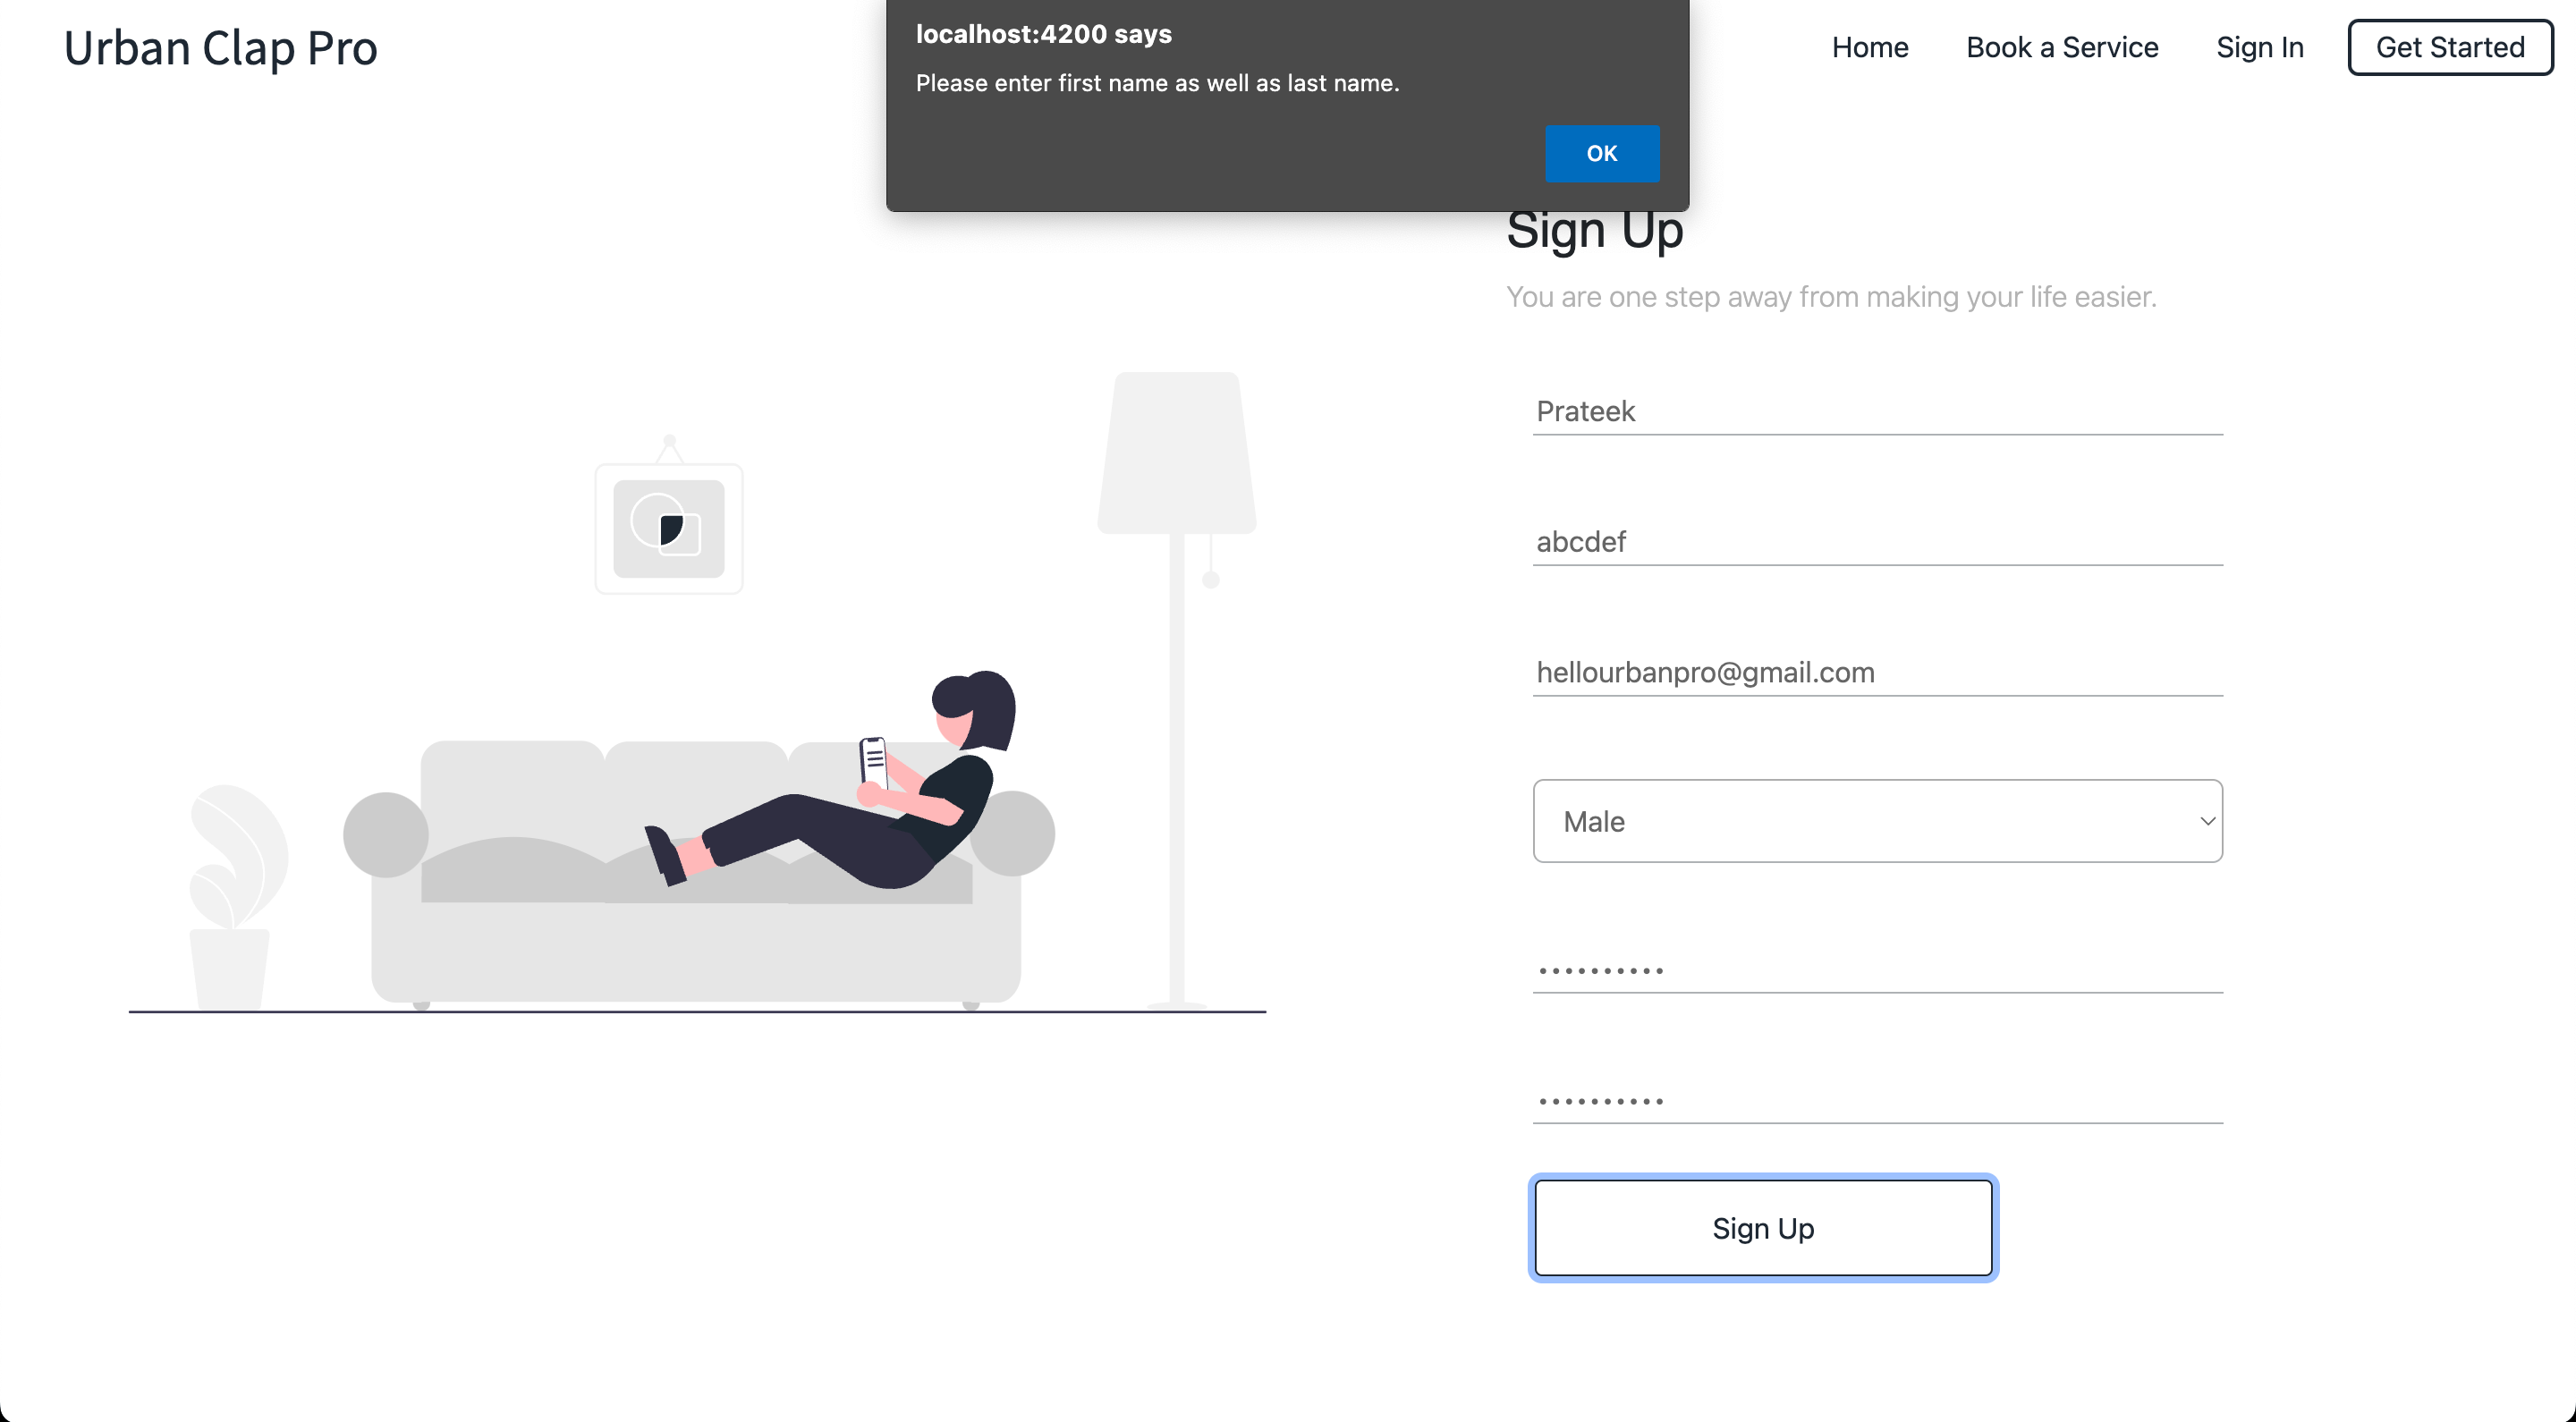 Urban Clap Pro
localhost:4200 says
Please enter first name as well as last name.
OK
Home
Book a Service
Sign In
Get Started
Sign Up
You are one step away from making your life easier.
Prateek
abcdef
hellourbanpro@gmail.com
Male
••••••••••
••••••••••
Sign Up